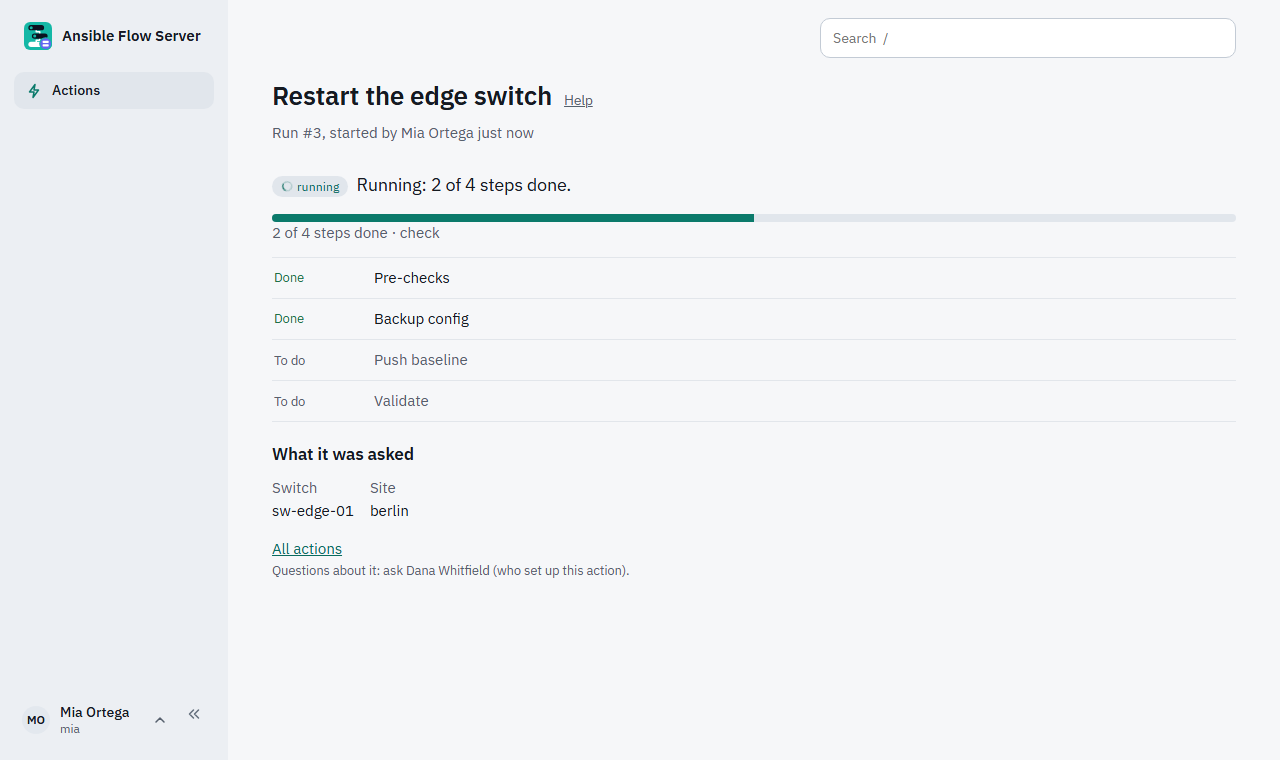 Ansible Flow Server
Search /
Actions
Restart the edge switch Help
Run #3, started by Mia Ortega just now
running Running: 2 of 4 steps done.
2 of 4 steps done · check
Done Pre-checks
Done Backup config
To do Push baseline
To do Validate
What it was asked
Switch Site
sw-edge-01 berlin
All actions
Questions about it: ask Dana Whitfield (who set up this action).
MO Mia Ortega
mia